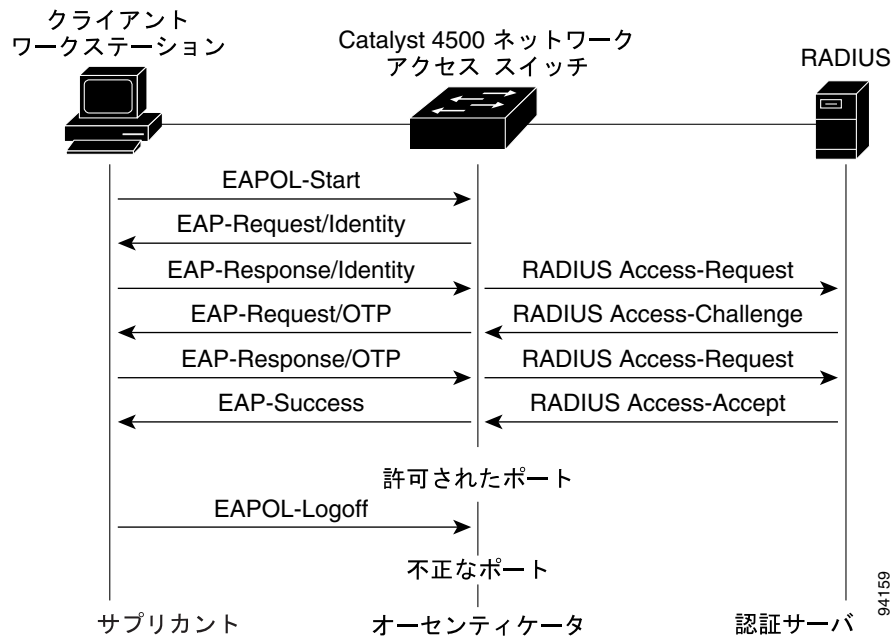 クライアント
ワークステーション
Catalyst 4500 ネットワーク
アクセス スイッチ
RADIUS
EAPOL-Start
EAP-Request/Identity
EAP-Response/Identity
RADIUS Access-Request
EAP-Request/OTP
RADIUS Access-Challenge
EAP-Response/OTP
RADIUS Access-Request
EAP-Success
RADIUS Access-Accept
許可されたポート
EAPOL-Logoff
不正なポート
サプリカント
オーセンティケータ
認証サーバ
94159